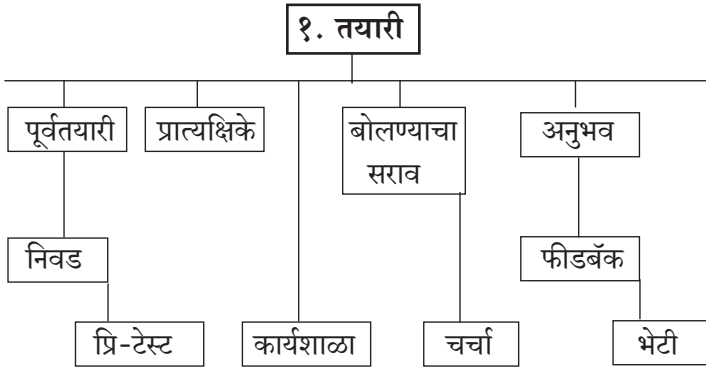 १. तयारी
पूर्वतयारी
प्रात्यक्षिके
बोलण्याचा
सराव
अनुभव
निवड
फीडबॅक
प्रि-टेस्ट
कार्यशाळा
चर्चा
भेटी